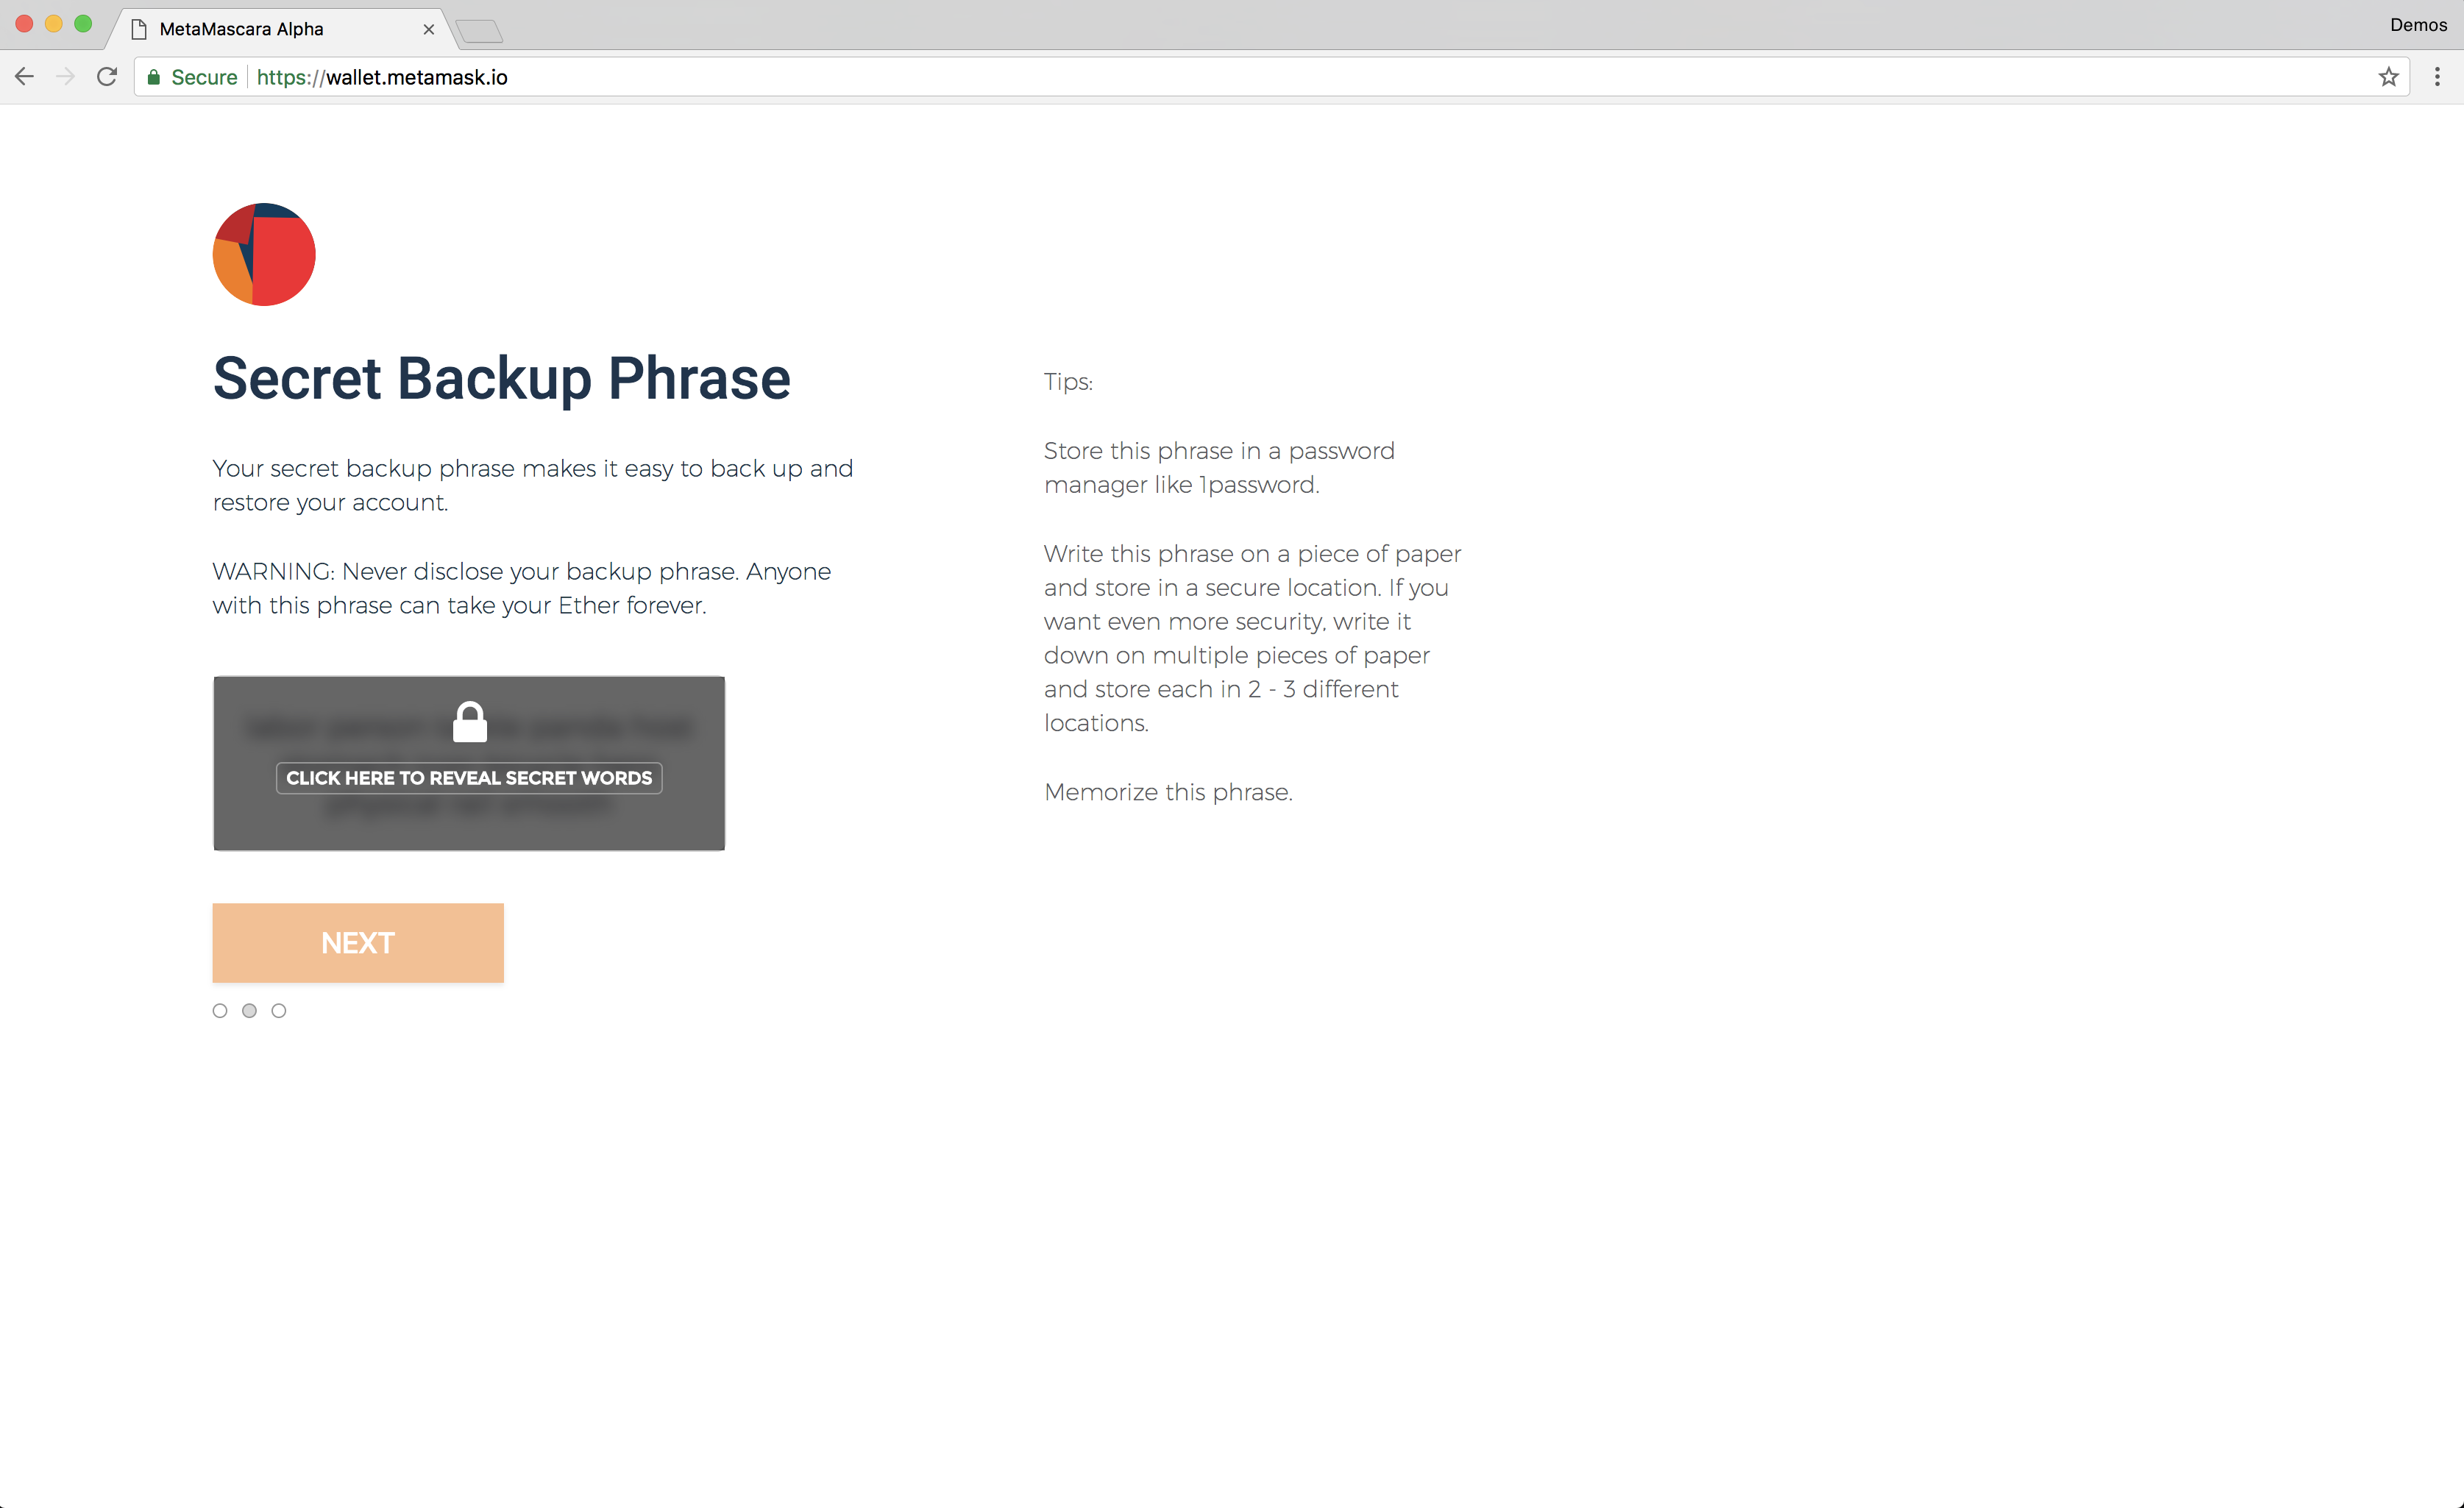 MetaMascara Alpha
Demos
Secure
https://wallet.metamask.io
Secret Backup Phrase
Your secret backup phrase makes it easy to back up and
restore your account.
WARNING: Never disclose your backup phrase. Anyone
with this phrase can take your Ether forever.
CLICK HERE TO REVEAL SECRET WORDS
NEXT
Tips:
Store this phrase in a password
manager like 1password.
Write this phrase on a piece of paper
and store in a secure location. If you
want even more security, write it
down on multiple pieces of paper
and store each in 2 - 3 different
locations.
Memorize this phrase.